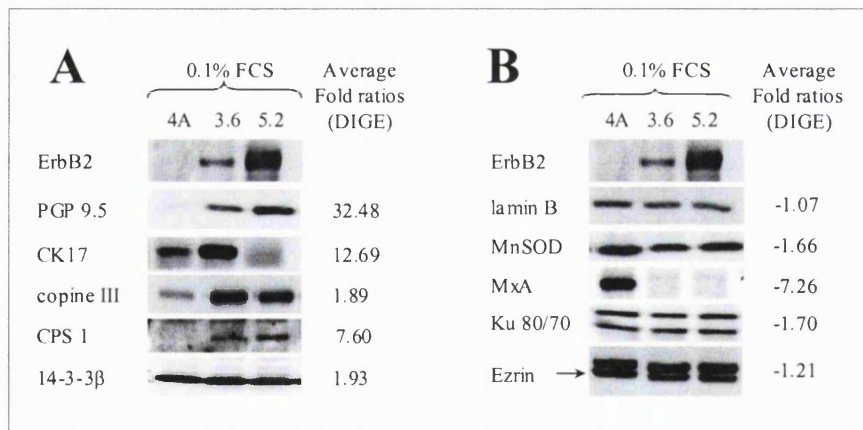 A
0.1% FCS
Average
Fold ratios
(DIGE)
4A 3.6 5.2
ErbB2
PGP 9.5 32.48
CK17 12.69
copine III 1.89
CPS 1 7.60
14-3-3β 1.93
B
0.1% FCS
Average
Fold ratios
(DIGE)
4A 3.6 5.2
ErbB2
lamin B -1.07
MnSOD -1.66
MxA -7.26
Ku 80/70 -1.70
Ezrin -1.21